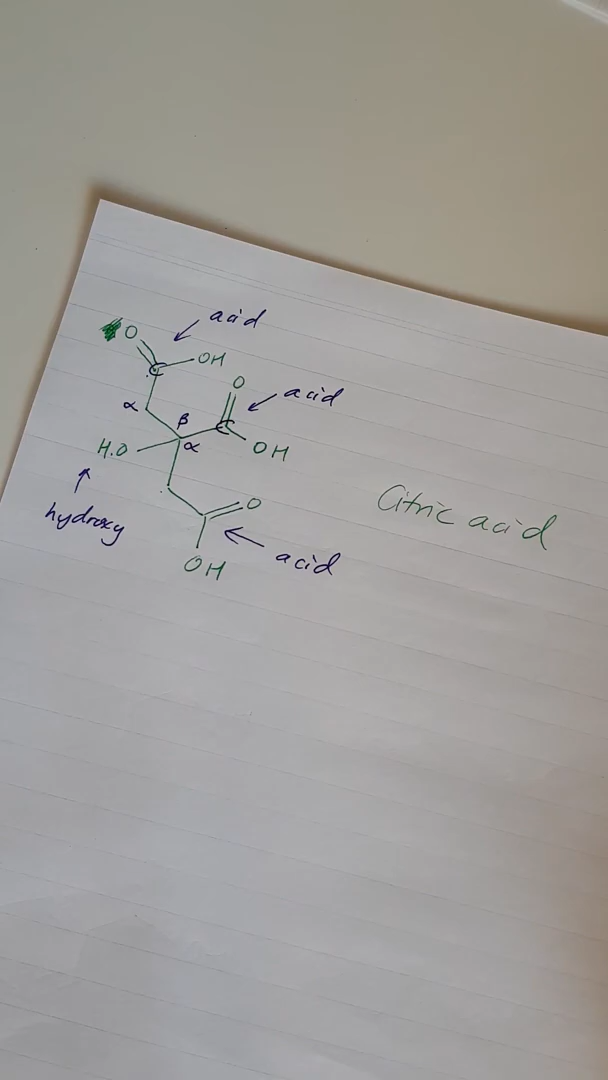 acid
O
OH
O
acid
α
β
C
OH
H.O
α
hydroxy
O
Citric acid
acid
OH